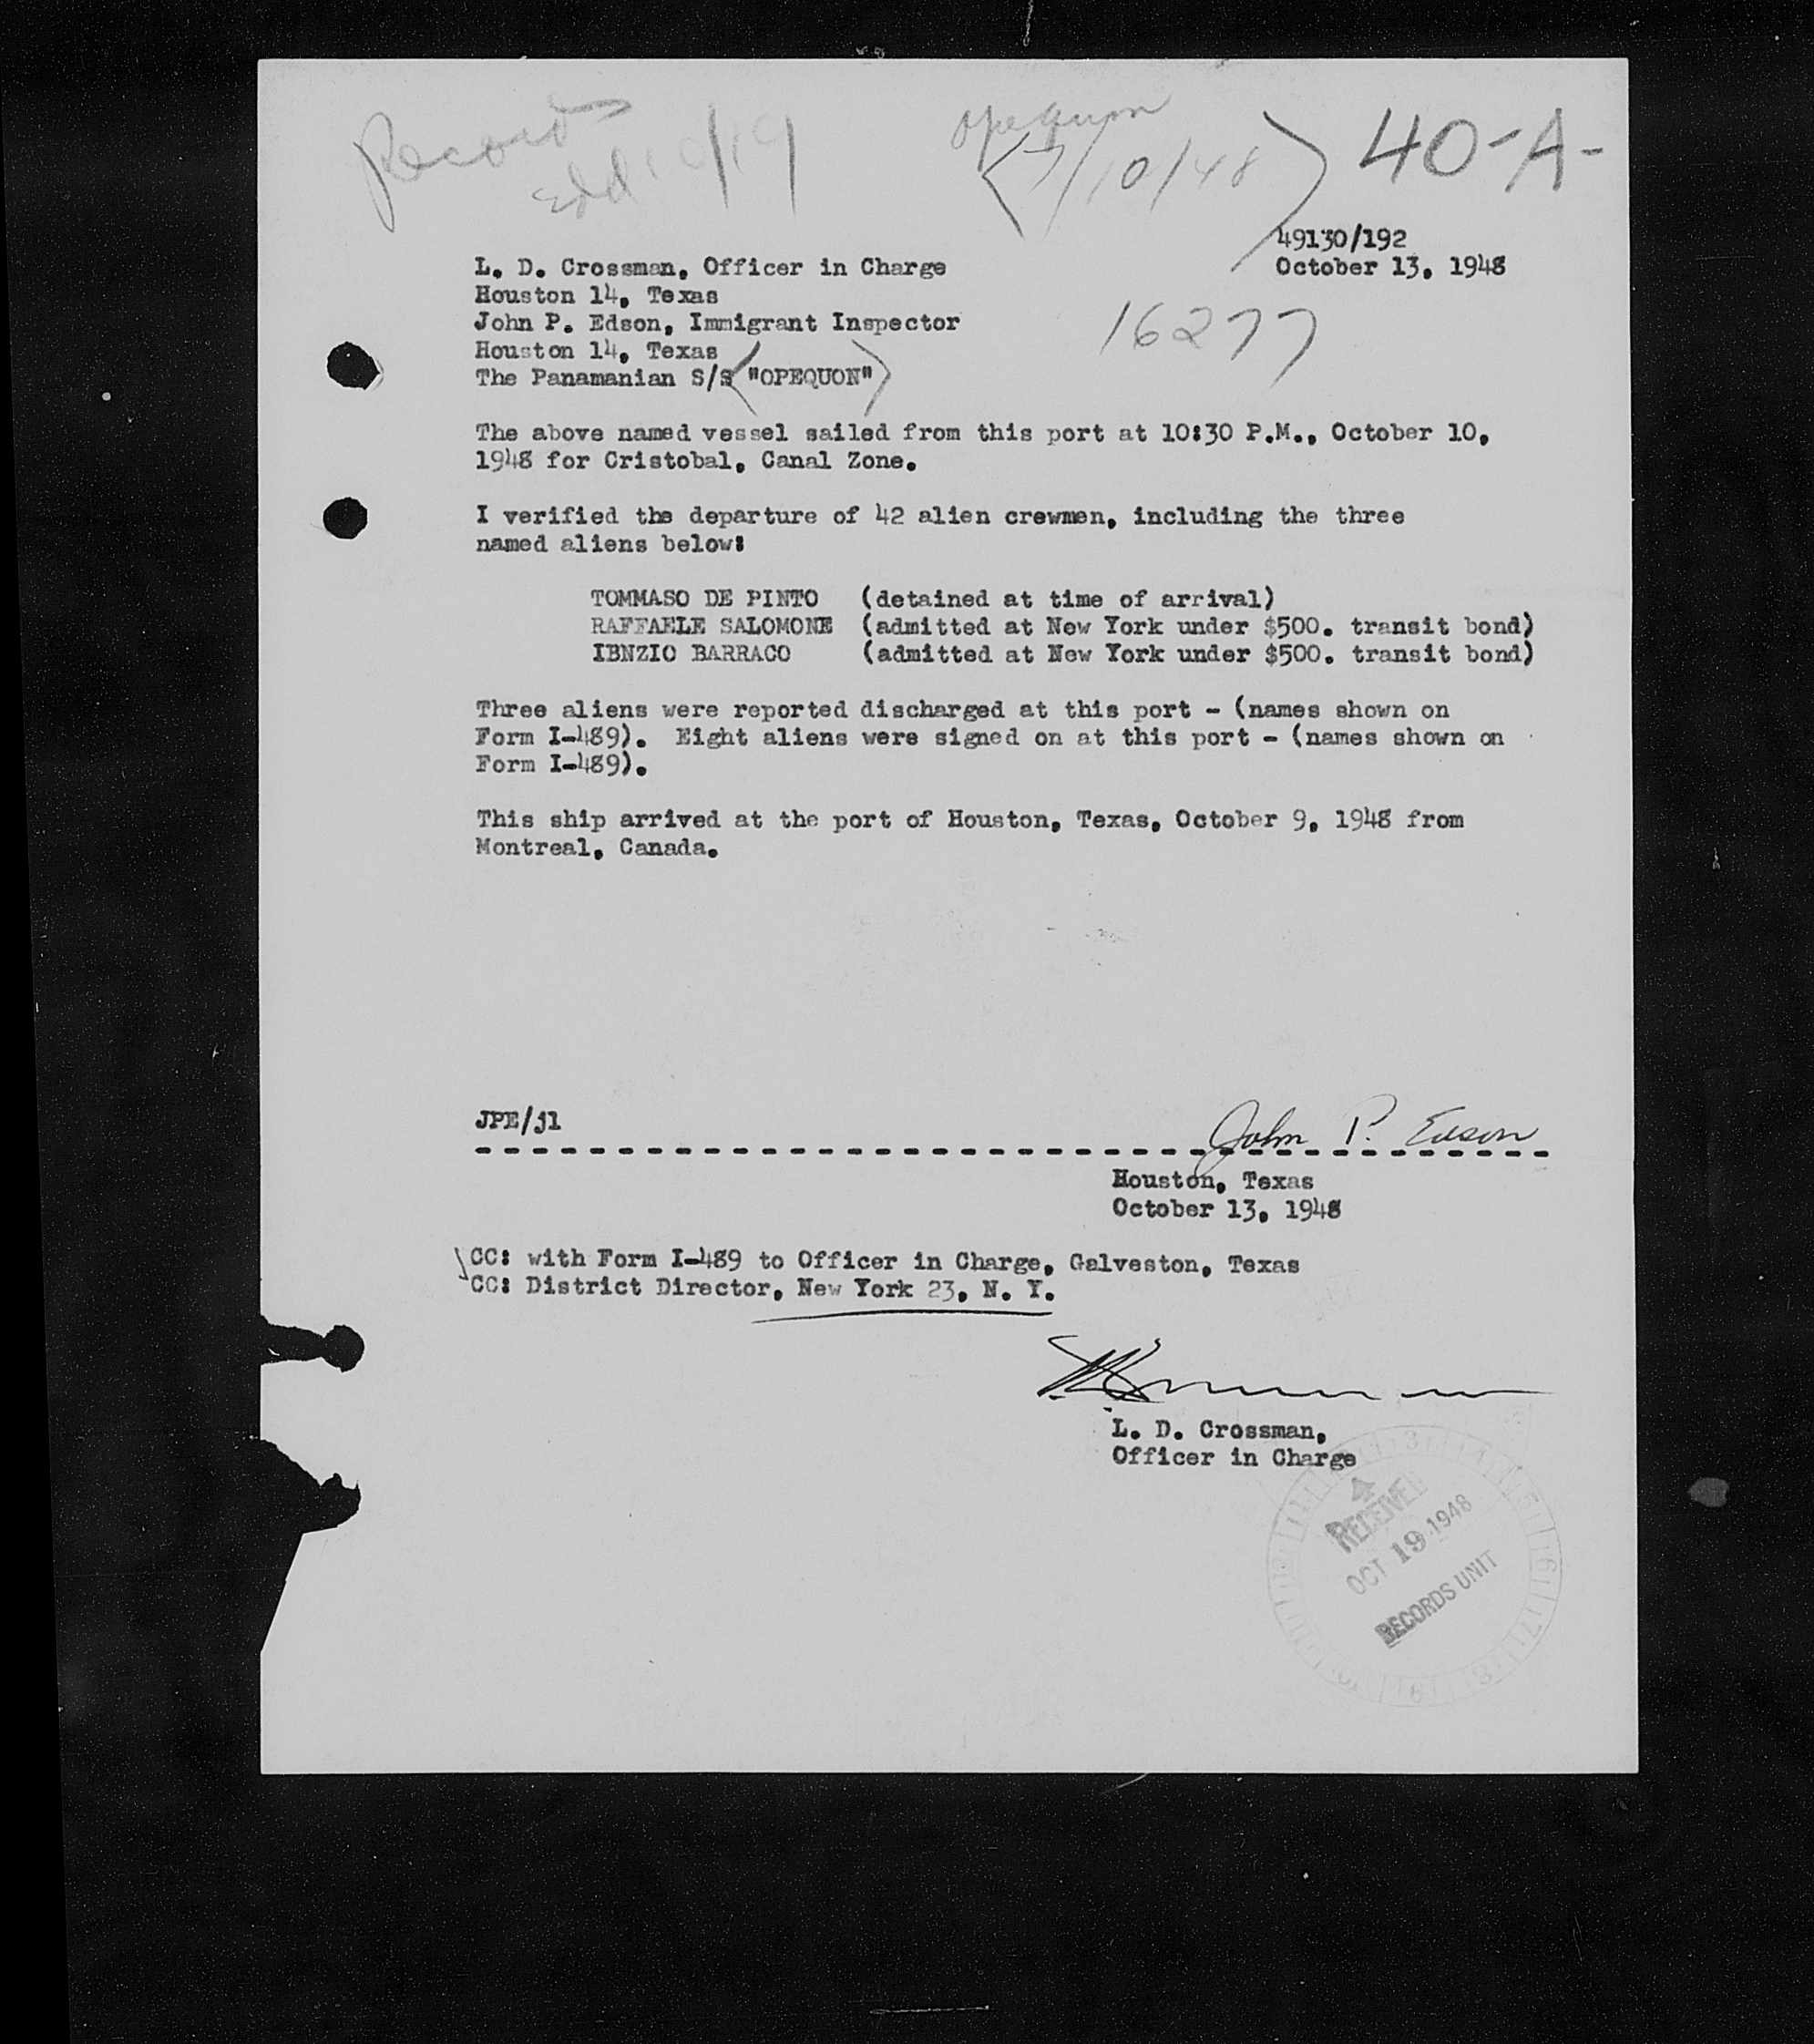 Record
Opequon
7/10/48
40-A-
49130/192
October 13, 1948
L. D. Crossman, Officer in Charge
Houston 14, Texas
John P. Edson, Immigrant Inspector
Houston 14, Texas
The Panamanian S/S "OPEQUON"
16277
The above named vessel sailed from this port at 10:30 P.M., October 10,
1948 for Cristobal, Canal Zone.
I verified the departure of 42 alien crewmen, including the three
named aliens below:
TOMMASO DE PINTO (detained at time of arrival)
RAFFAELE SALOMONE (admitted at New York under $500. transit bond)
IBNZIO BARRACO (admitted at New York under $500. transit bond)
Three aliens were reported discharged at this port - (names shown on
Form I-489). Eight aliens were signed on at this port - (names shown on
Form I-489).
This ship arrived at the port of Houston, Texas, October 9, 1948 from
Montreal, Canada.
JPE/jl
John P. Edson
Houston, Texas
October 13, 1948
CC: with Form I-489 to Officer in Charge, Galveston, Texas
CC: District Director, New York 23, N. Y.
L. D. Crossman,
Officer in Charge
RECEIVED
OCT 19 1948
RECORDS UNIT